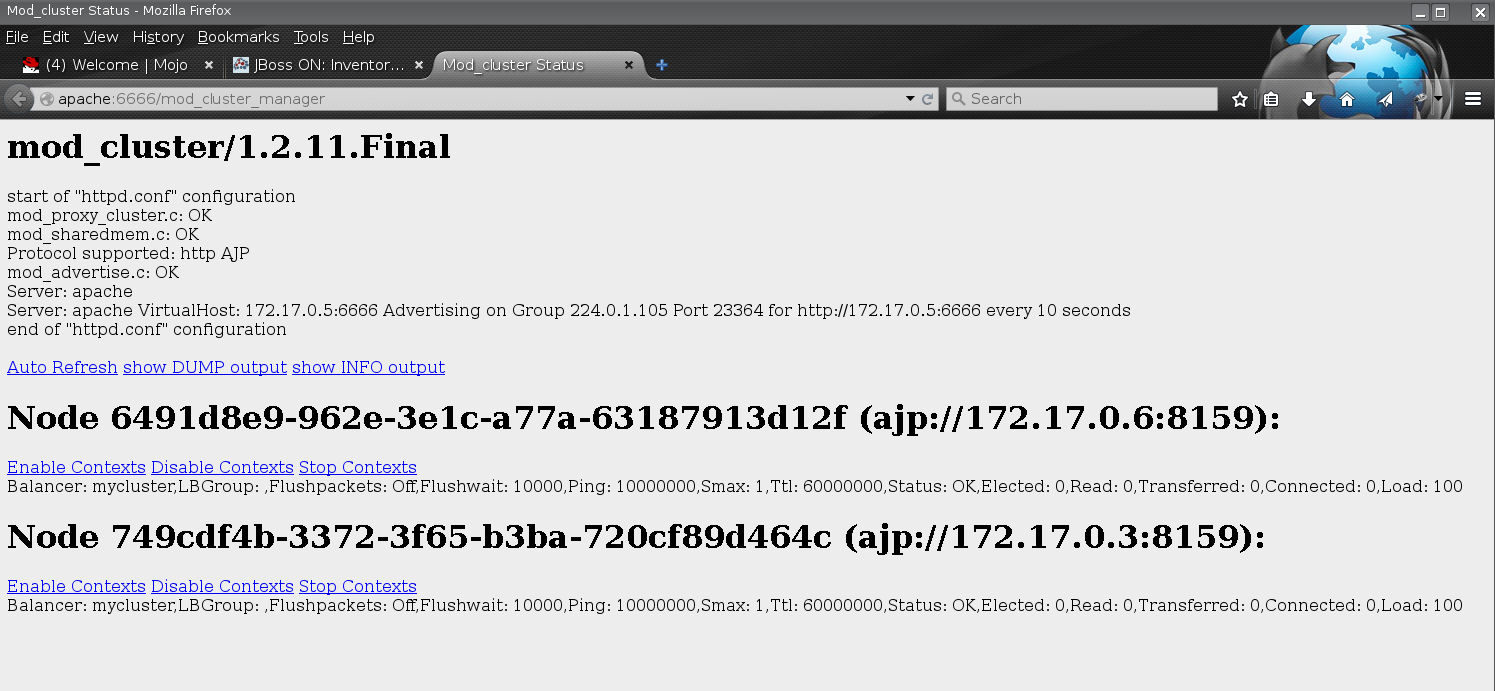 Mod_cluster Status - Mozilla Firefox
File Edit View History Bookmarks Tools Help
(4) Welcome | Mojo JBoss ON: Inventor... Mod_cluster Status
apache:6666/mod_cluster_manager Search
mod_cluster/1.2.11.Final
start of "httpd.conf" configuration
mod_proxy_cluster.c: OK
mod_sharedmem.c: OK
Protocol supported: http AJP
mod_advertise.c: OK
Server: apache
Server: apache VirtualHost: 172.17.0.5:6666 Advertising on Group 224.0.1.105 Port 23364 for http://172.17.0.5:6666 every 10 seconds
end of "httpd.conf" configuration
Auto Refresh show DUMP output show INFO output
Node 6491d8e9-962e-3e1c-a77a-63187913d12f (ajp://172.17.0.6:8159):
Enable Contexts Disable Contexts Stop Contexts
Balancer: mycluster,LBGroup: ,Flushpackets: Off,Flushwait: 10000,Ping: 10000000,Smax: 1,Ttl: 60000000,Status: OK,Elected: 0,Read: 0,Transferred: 0,Connected: 0,Load: 100
Node 749cdf4b-3372-3f65-b3ba-720cf89d464c (ajp://172.17.0.3:8159):
Enable Contexts Disable Contexts Stop Contexts
Balancer: mycluster,LBGroup: ,Flushpackets: Off,Flushwait: 10000,Ping: 10000000,Smax: 1,Ttl: 60000000,Status: OK,Elected: 0,Read: 0,Transferred: 0,Connected: 0,Load: 100